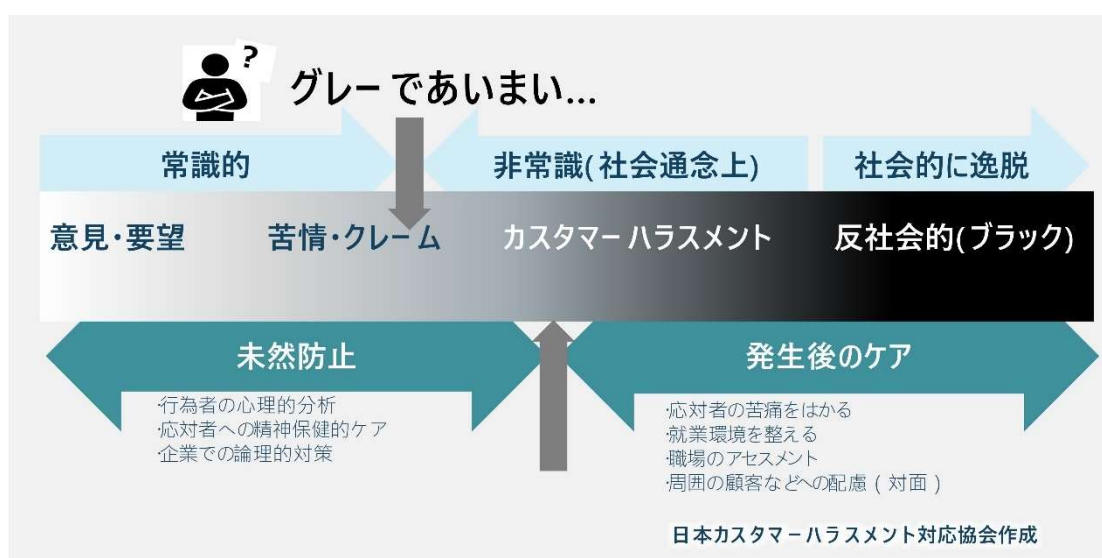 ?
グレーであいまい...
常識的
非常識(社会通念上)
社会的に逸脱
意見・要望
苦情・クレーム
カスタマーハラスメント
反社会的(ブラック)
未然防止
・行為者の心理的分析
・応対者への精神保健的ケア
・企業での論理的対策
発生後のケア
・応対者の苦痛をはかる
・就業環境を整える
・職場のアセスメント
・周囲の顧客などへの配慮(対面)
日本カスタマーハラスメント対応協会作成